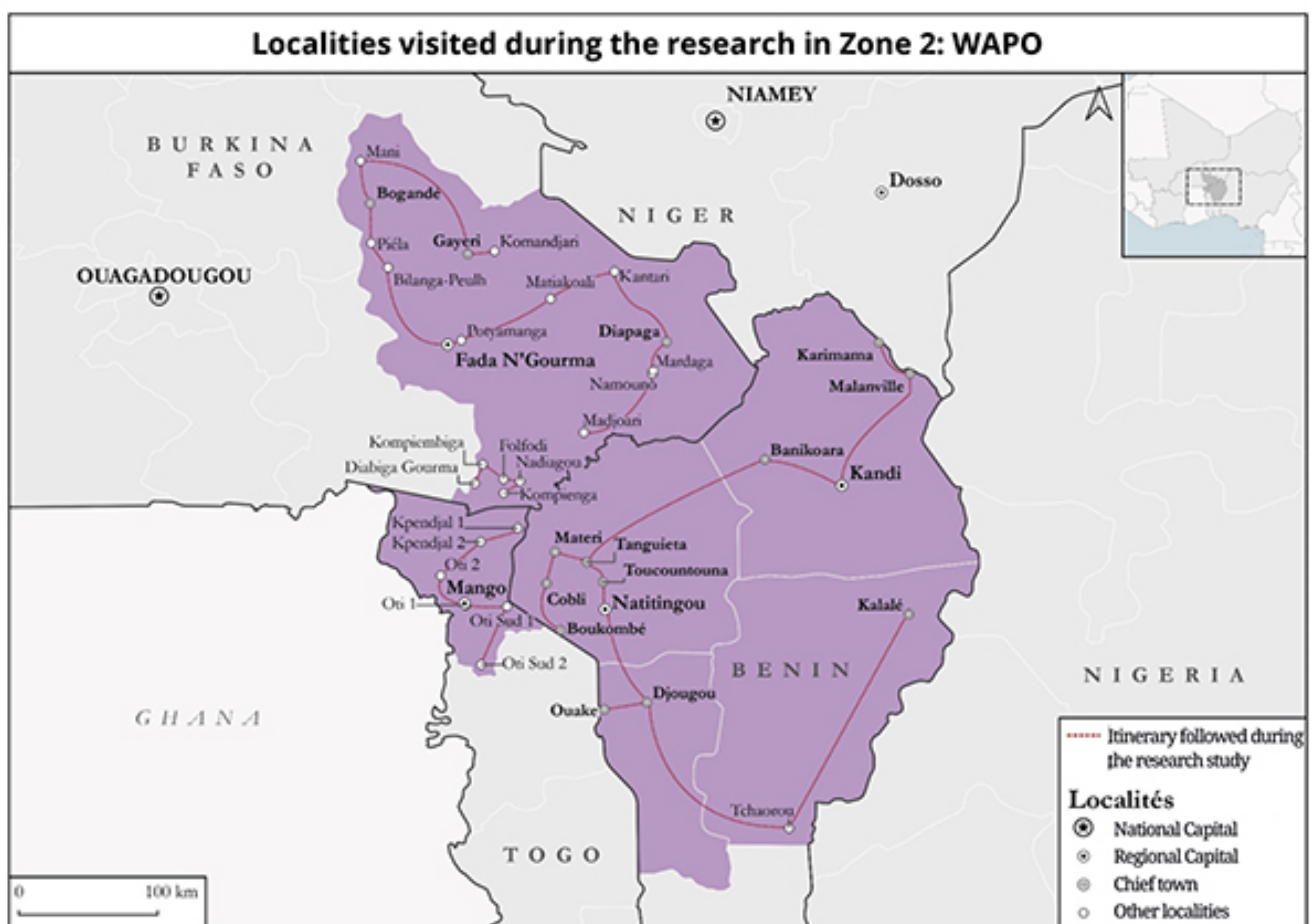 Localities visited during the research in Zone 2: WAPO
NIAMEY
BURKINA
FASO
Mani
Bogande
Dosso
NIGER
Gayeri
Komandjari
Piéla
OUAGADOUGOU
Bilanga-Peulh
Matiakoali
Kantari
Potyamanga
Diapaga
Fada N'Gourma
Mardaga
Namouno
Karimama
Malanville
Madjoari
Kompiembiga
Folfodi
Diabiga Gourma
Nadiagou
Kompienga
Banikoara
Kandi
Kpendjal 1
Kpendjal 2
Materi
Tanguieta
Oti 2
Toucountouna
Mango
Cobli
Natitingou
Oti 1
Kalalé
Oti Sud 1
Boukombé
Oti Sud 2
BENIN
NIGERIA
Djougou
Ouake
GHANA
Tchaorou
TOGO
Itinerary followed during
the research study
Localités
National Capital
Regional Capital
Chief town
Other localities
0 100 km